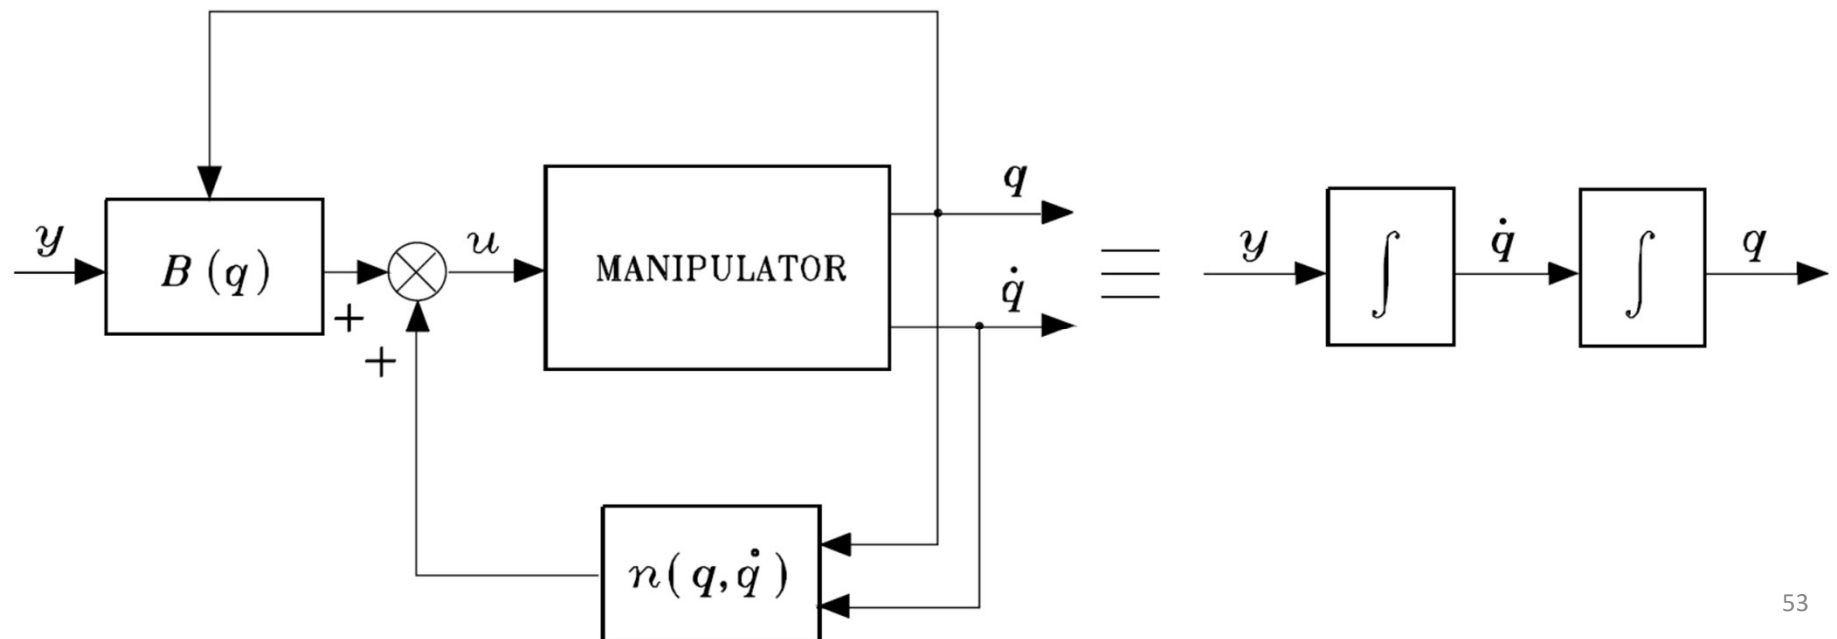 q
y
u
B (q)
MANIPULATOR
q̇
+
+
n( q, q̊ )
≡
y
∫
q̇
∫
q
53